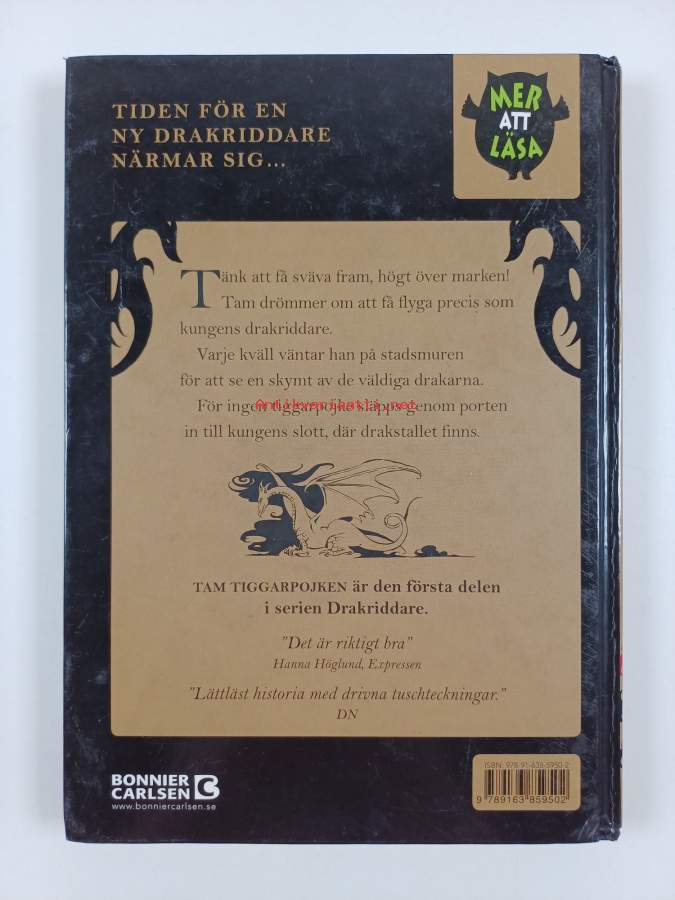 TIDEN FÖR EN
NY DRAKRIDDARE
NÄRMAR SIG...
MER
ATT
LÄSA
Tänk att få sväva fram, högt över marken!
Tam drömmer om att få flyga precis som
kungens drakriddare.
Varje kväll väntar han på stadsmuren
för att se en skymt av de väldiga drakarna.
För ingen tiggarpojke släpps genom porten
Antikvariaatti.net
in till kungens slott, där drakstallet finns.
TAM TIGGARPOJKEN är den första delen
i serien Drakriddare.
"Det är riktigt bra"
Hanna Höglund, Expressen
"Lättläst historia med drivna tuschteckningar."
DN
BONNIER
CARLSEN
www.bonniercarlsen.se
ISBN: 978-91-638-5950-2
9 789163 859502